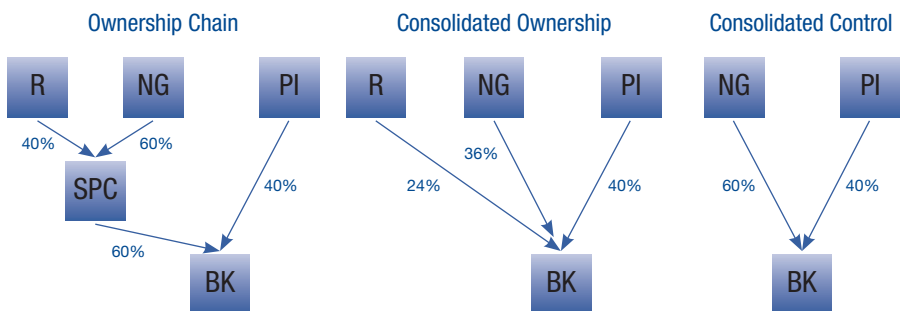 Ownership Chain
Consolidated Ownership
Consolidated Control
R
NG
PI
R
NG
PI
NG
PI
40%
60%
SPC
40%
60%
BK
36%
24%
40%
BK
60%
40%
BK